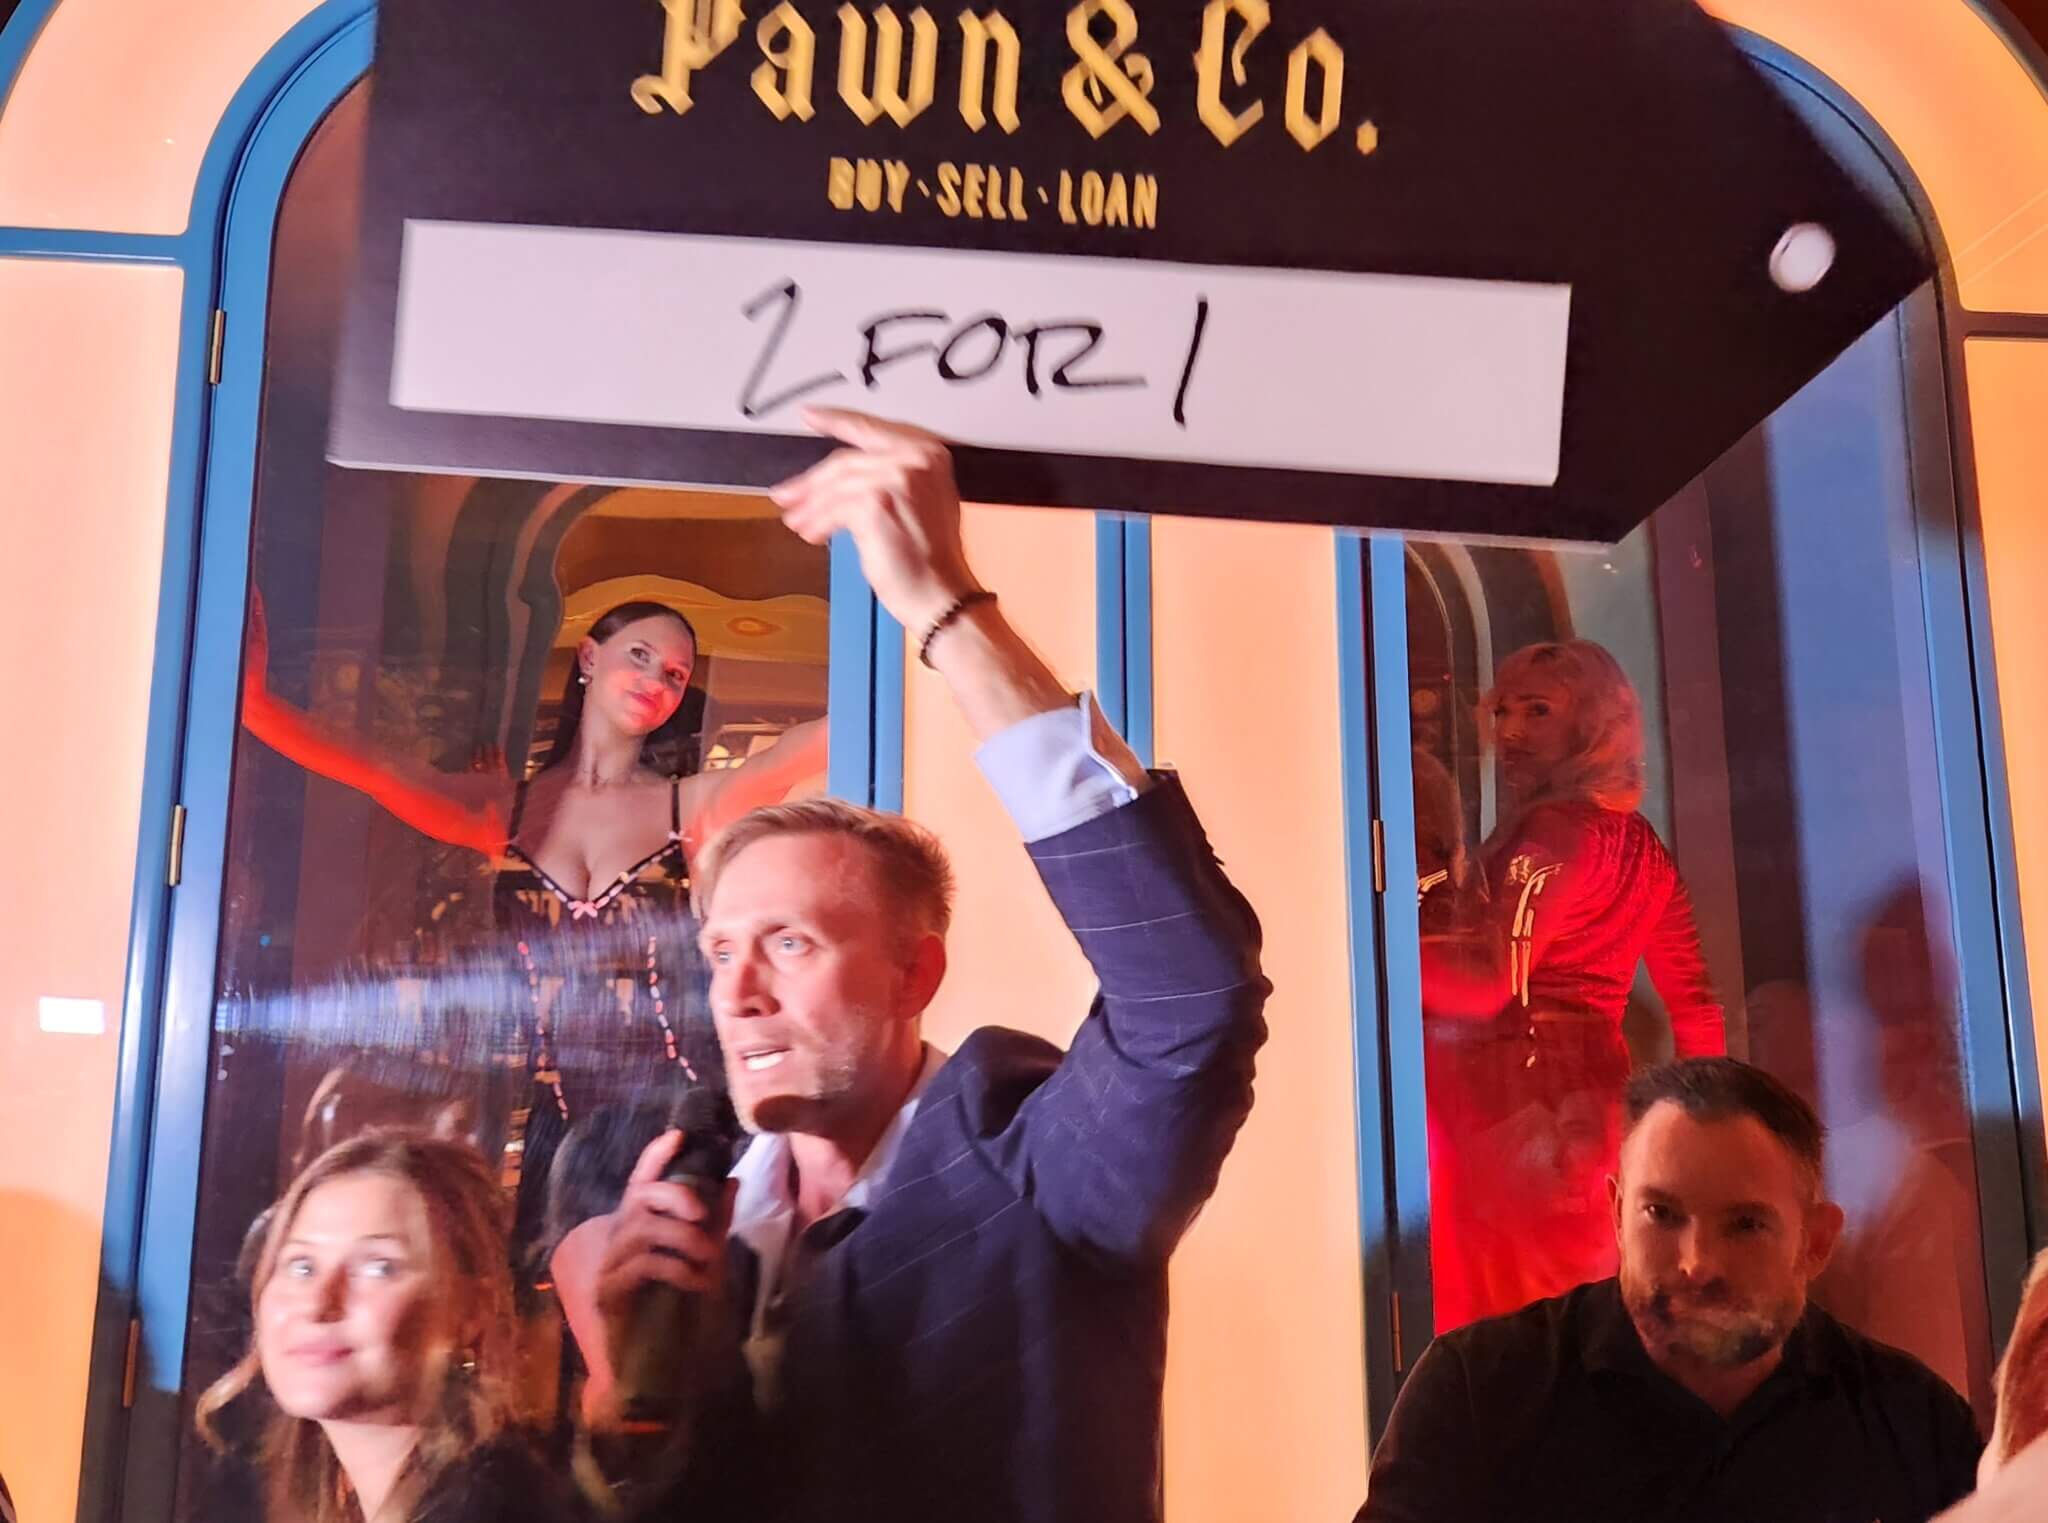 Pawn & Co.
BUY · SELL · LOAN
2 FOR 1